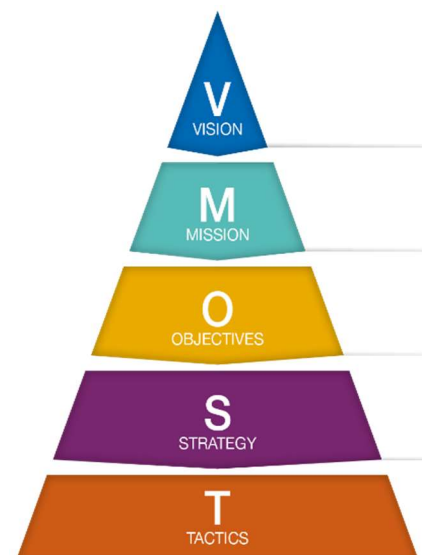 V
VISION
M
MISSION
O
OBJECTIVES
S
STRATEGY
T
TACTICS